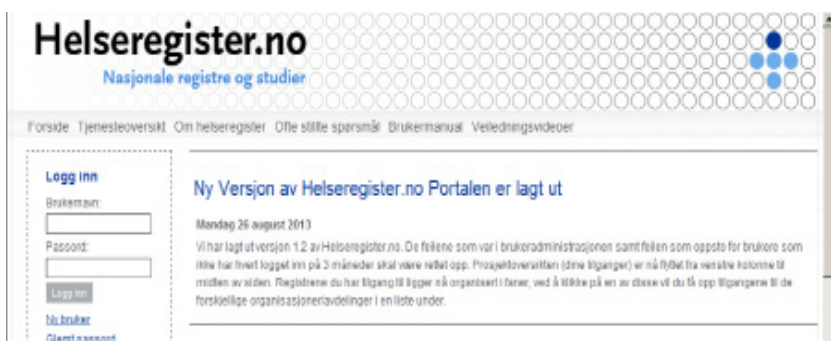 Helseregister.no
Nasjonale registre og studier
Forside Tjenesteoversikt Om helseregister Ofte stilte spørsmål Brukermanual Veiledningsvideoer
Logg inn
Brukernavn:
Passord:
Logg inn
Ny bruker
Glemt passord
Ny Versjon av Helseregister.no Portalen er lagt ut
Mandag 26 august 2013
Vi har lagt ut versjon 1.2 av Helseregister.no. De feilene som var i brukeradministrasjonen samt feilen som oppsto for brukere som
ikke har hvert logget inn på 3 måneder skal være rettet opp. Prosjektoversikten (dine tilganger) er nå flyttet fra venstre kolonne til
midten av siden. Registrene du har tilgang til ligger nå organisert i faner, ved å klikke på en av disse vil du få opp tilgangene til de
forskjellige organisasjoner/avdelinger i en liste under.